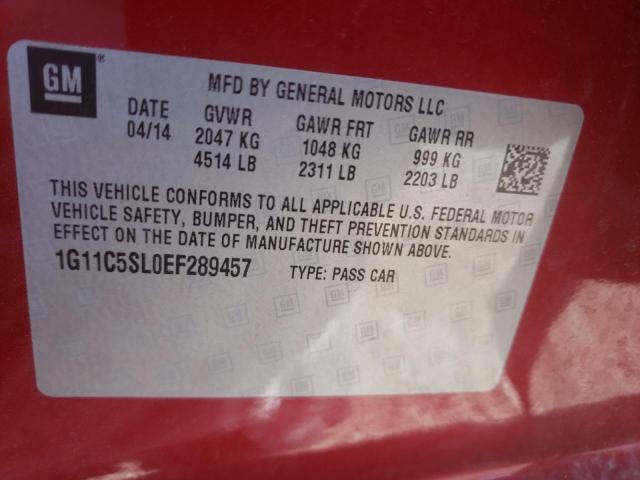 GM ®
MFD BY GENERAL MOTORS LLC
DATE GVWR GAWR FRT GAWR RR
04/14 2047 KG 1048 KG 999 KG
4514 LB 2311 LB 2203 LB
THIS VEHICLE CONFORMS TO ALL APPLICABLE U.S. FEDERAL MOTOR
VEHICLE SAFETY, BUMPER, AND THEFT PREVENTION STANDARDS IN
EFFECT ON THE DATE OF MANUFACTURE SHOWN ABOVE.
1G11C5SL0EF289457 TYPE: PASS CAR